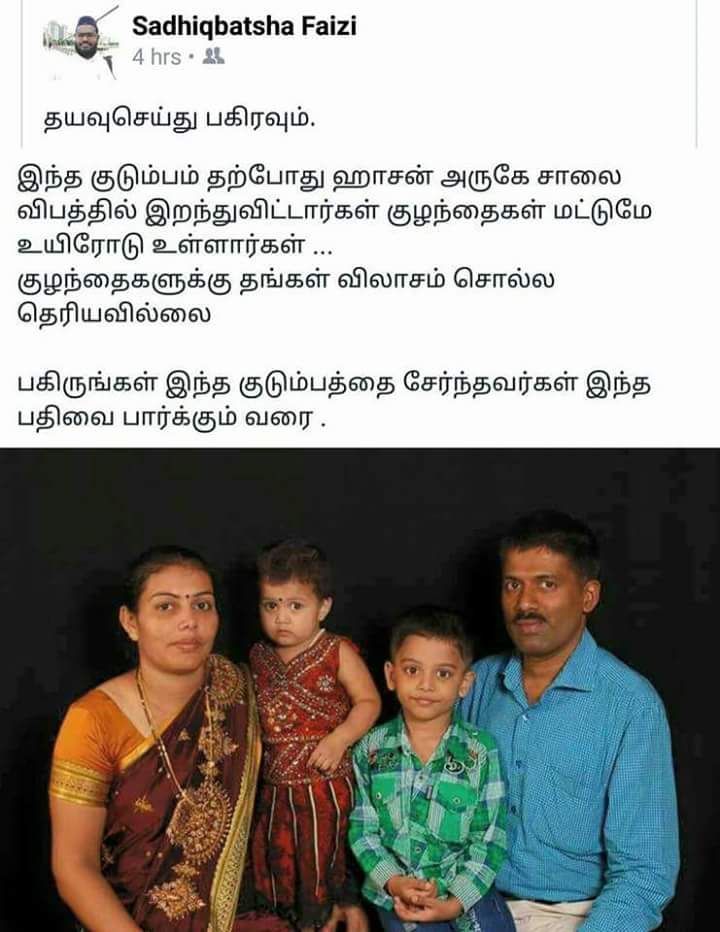 Sadhiqbatsha Faizi
4 hrs ·
தயவுசெய்து பகிரவும்.
இந்த குடும்பம் தற்போது ஹாசன் அருகே சாலை
விபத்தில் இறந்துவிட்டார்கள் குழந்தைகள் மட்டுமே
உயிரோடு உள்ளார்கள் ...
குழந்தைகளுக்கு தங்கள் விலாசம் சொல்ல
தெரியவில்லை
பகிருங்கள் இந்த குடும்பத்தை சேர்ந்தவர்கள் இந்த
பதிவை பார்க்கும் வரை .